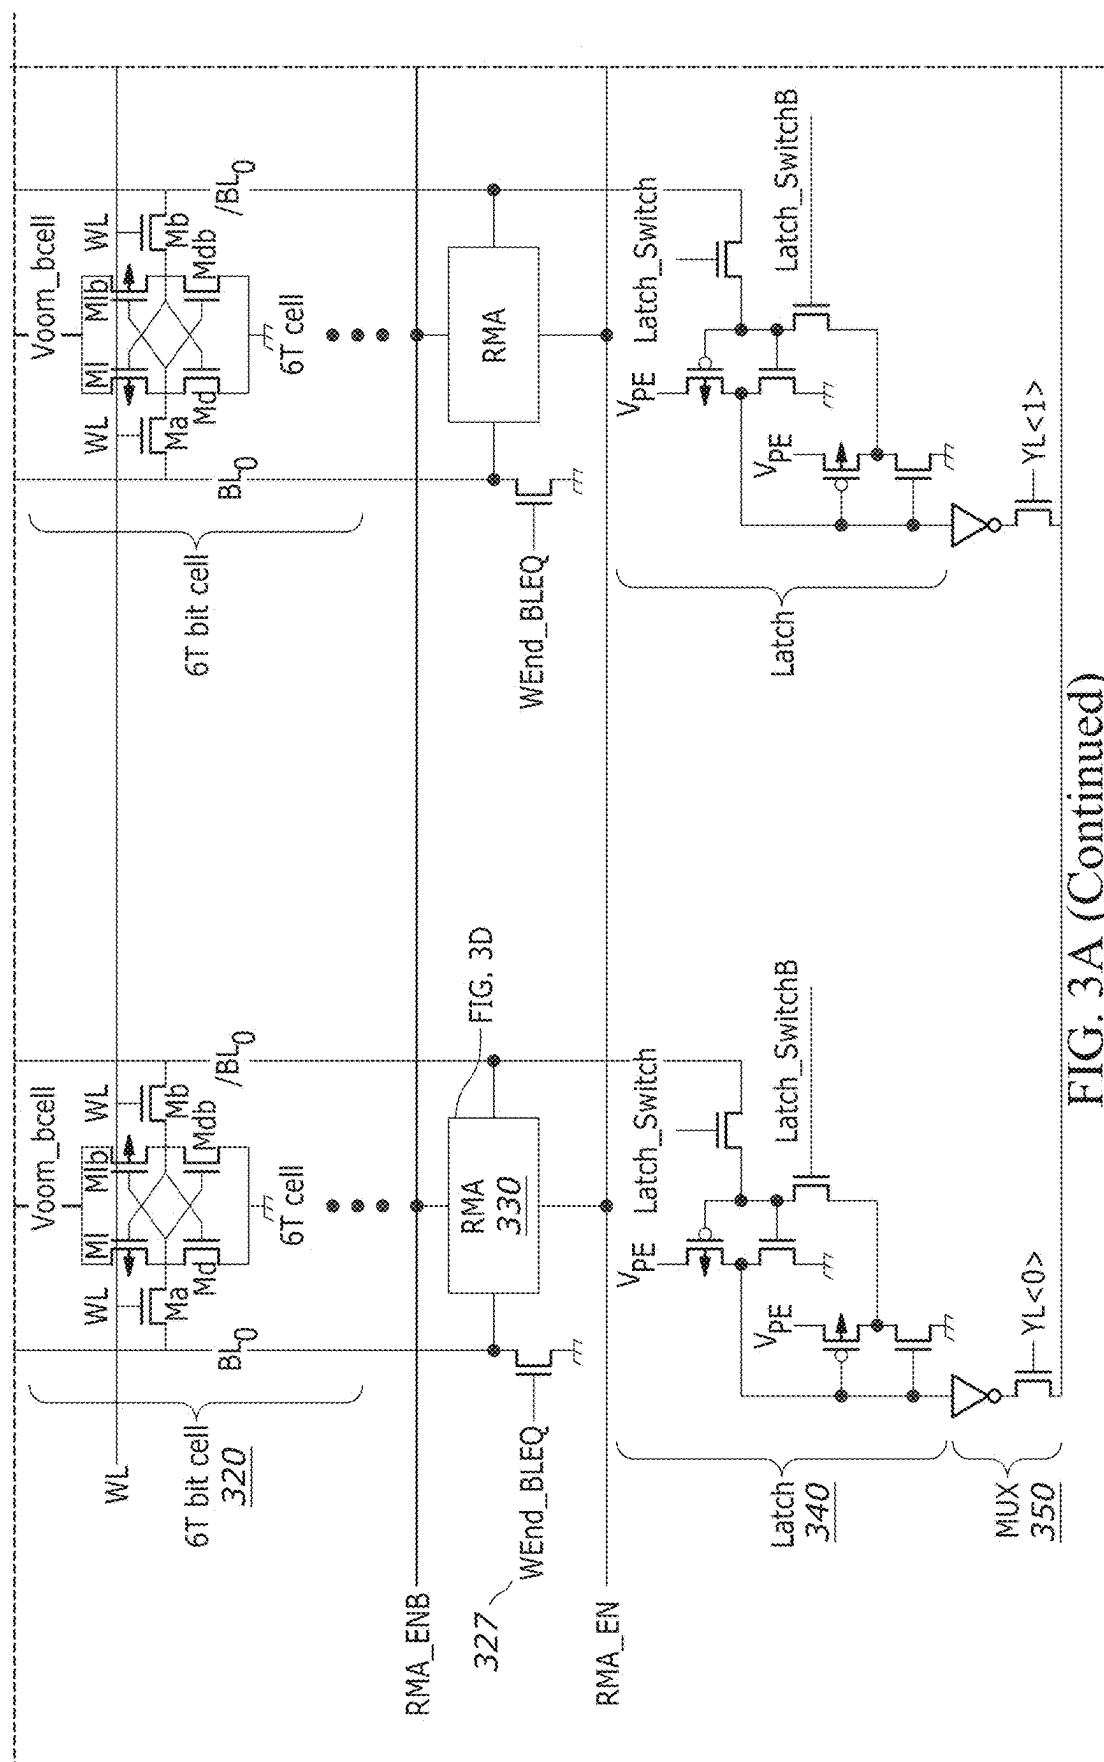 Voom_bcell
Voom_bcell
WL
Ml
Mlb
WL
WL
Ml
Mlb
WL
WL
Ma
Mb
Ma
Mb
Md
Mdb
Md
Mdb
6T bit cell
320
BL0
/BL0
6T bit cell
BL0
/BL0
6T cell
6T cell
RMA_ENB
327
RMA
330
FIG. 3D
RMA
WEnd_BLEQ
WEnd_BLEQ
RMA_EN
VPE
Latch_Switch
VPE
Latch_Switch
Latch
340
VPE
Latch_SwitchB
Latch
VPE
Latch_SwitchB
MUX
350
YL<0>
YL<1>
FIG. 3A (Continued)